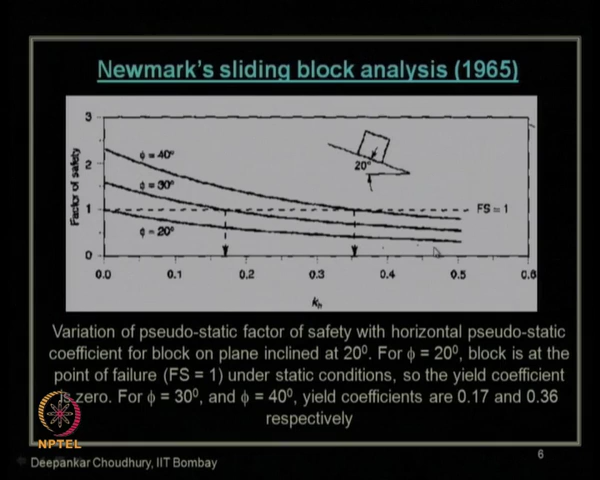 Newmark's sliding block analysis (1965)
3
2
1
0
Factor of safety
ϕ = 40°
ϕ = 30°
ϕ = 20°
20°
FS = 1
0.0 0.1 0.2 0.3 0.4 0.5 0.6
kh
Variation of pseudo-static factor of safety with horizontal pseudo-static
coefficient for block on plane inclined at 20⁰. For ϕ = 20⁰, block is at the
point of failure (FS = 1) under static conditions, so the yield coefficient
is zero. For ϕ = 30⁰, and ϕ = 40⁰, yield coefficients are 0.17 and 0.36
respectively
NPTEL
Deepankar Choudhury, IIT Bombay
6